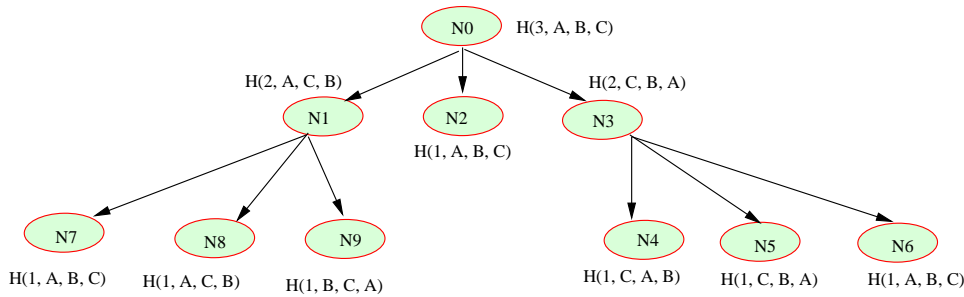 N0 H(3, A, B, C)
H(2, A, C, B) H(2, C, B, A)
N1 N2 N3
H(1, A, B, C)
N7 N8 N9 N4 N5 N6
H(1, A, B, C) H(1, A, C, B) H(1, B, C, A) H(1, C, A, B) H(1, C, B, A) H(1, A, B, C)